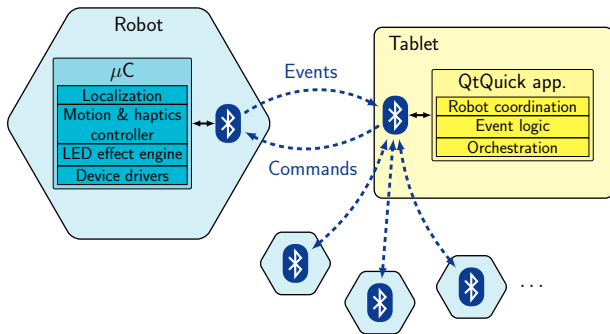 Robot
μC
Localization
Motion & haptics
controller
LED effect engine
Device drivers
Events
Commands
Tablet
QtQuick app.
Robot coordination
Event logic
Orchestration
...